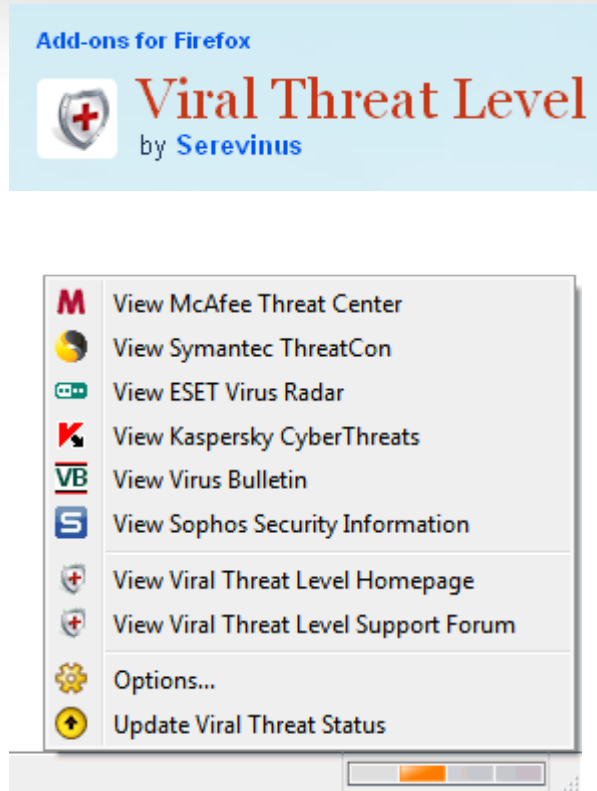 Add-ons for Firefox
Viral Threat Level
by Serevinus
M View McAfee Threat Center
View Symantec ThreatCon
View ESET Virus Radar
K View Kaspersky CyberThreats
VB View Virus Bulletin
S View Sophos Security Information
View Viral Threat Level Homepage
View Viral Threat Level Support Forum
Options...
Update Viral Threat Status